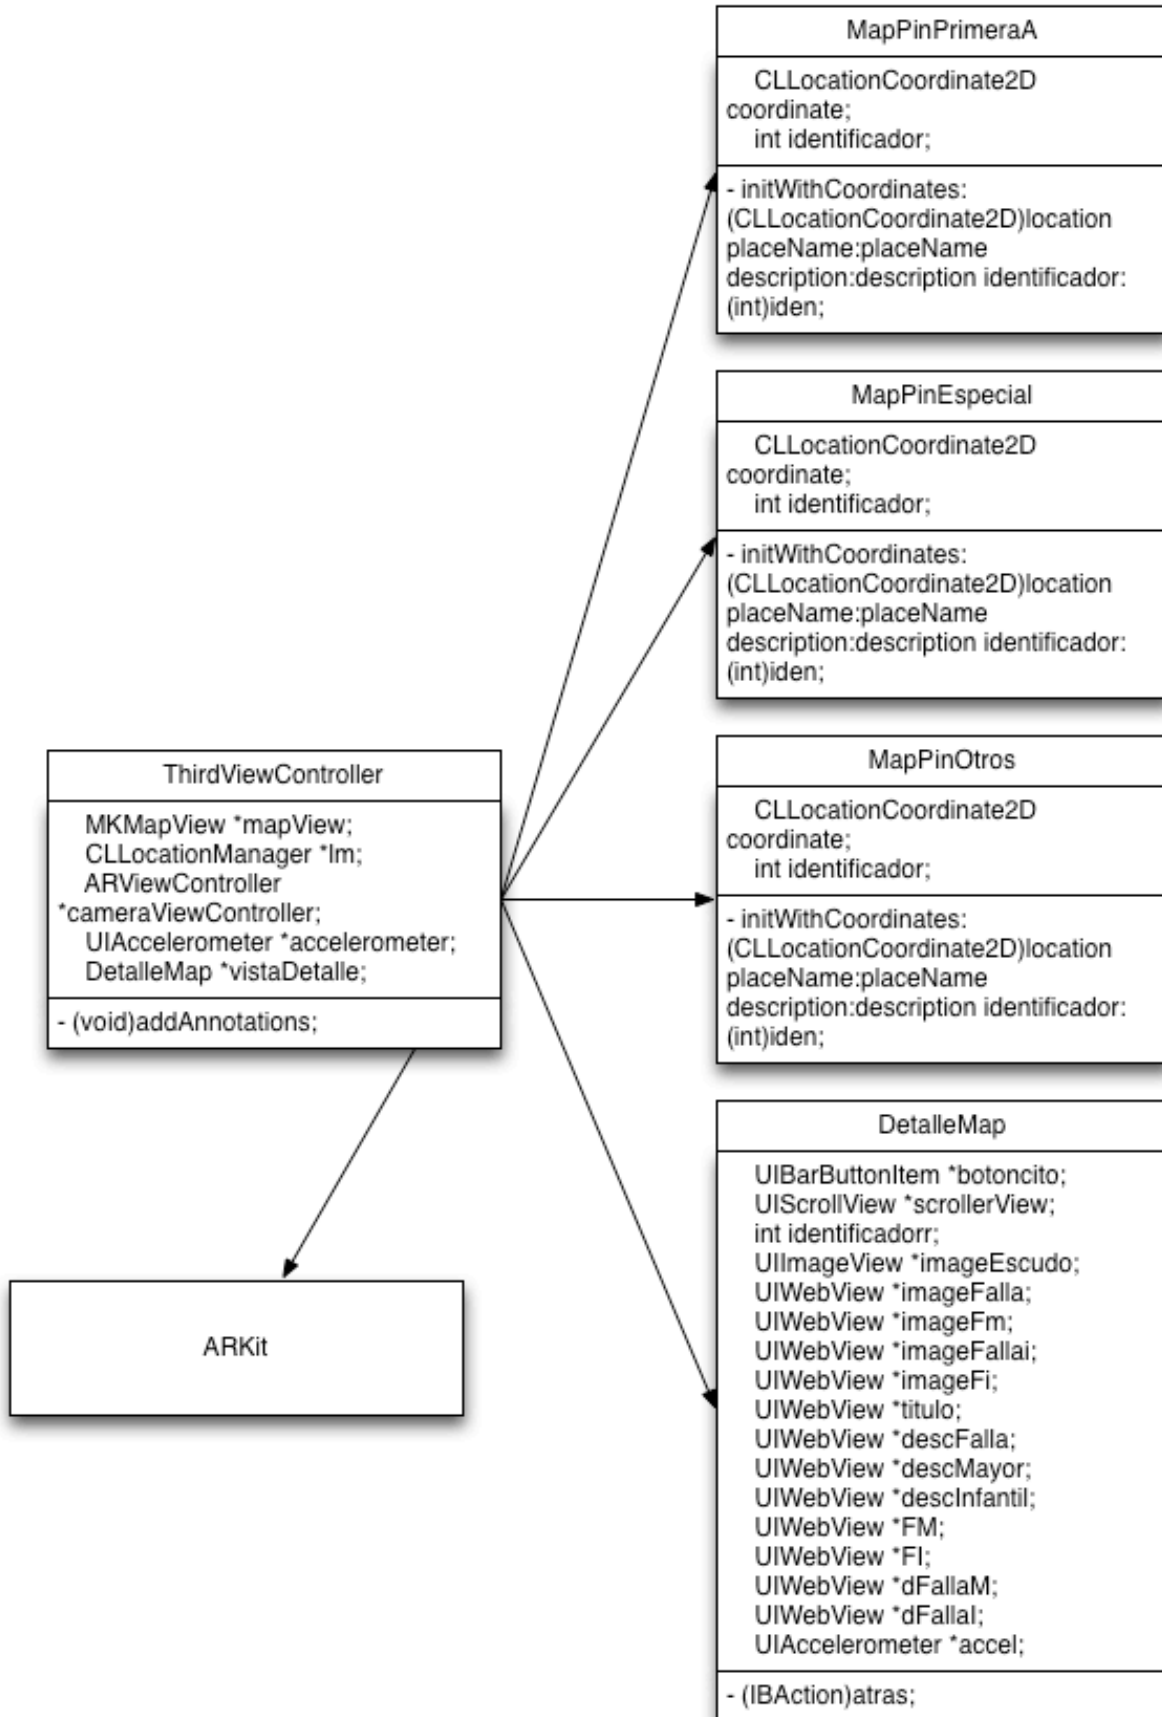 MapPinPrimeraA
CLLocationCoordinate2D
coordinate;
int identificador;
- initWithCoordinates:
(CLLocationCoordinate2D)location
placeName:placeName
description:description identificador:
(int)iden;
MapPinEspecial
CLLocationCoordinate2D
coordinate;
int identificador;
- initWithCoordinates:
(CLLocationCoordinate2D)location
placeName:placeName
description:description identificador:
(int)iden;
ThirdViewController
MKMapView *mapView;
CLLocationManager *lm;
ARViewController
*cameraViewController;
UIAccelerometer *accelerometer;
DetalleMap *vistaDetalle;
- (void)addAnnotations;
MapPinOtros
CLLocationCoordinate2D
coordinate;
int identificador;
- initWithCoordinates:
(CLLocationCoordinate2D)location
placeName:placeName
description:description identificador:
(int)iden;
ARKit
DetalleMap
UIBarButtonItem *botoncito;
UIScrollView *scrollerView;
int identificadorr;
UIImageView *imageEscudo;
UIWebView *imageFalla;
UIWebView *imageFm;
UIWebView *imageFallai;
UIWebView *imageFi;
UIWebView *titulo;
UIWebView *descFalla;
UIWebView *descMayor;
UIWebView *descInfantil;
UIWebView *FM;
UIWebView *FI;
UIWebView *dFallaM;
UIWebView *dFallaI;
UIAccelerometer *accel;
- (IBAction)atras;